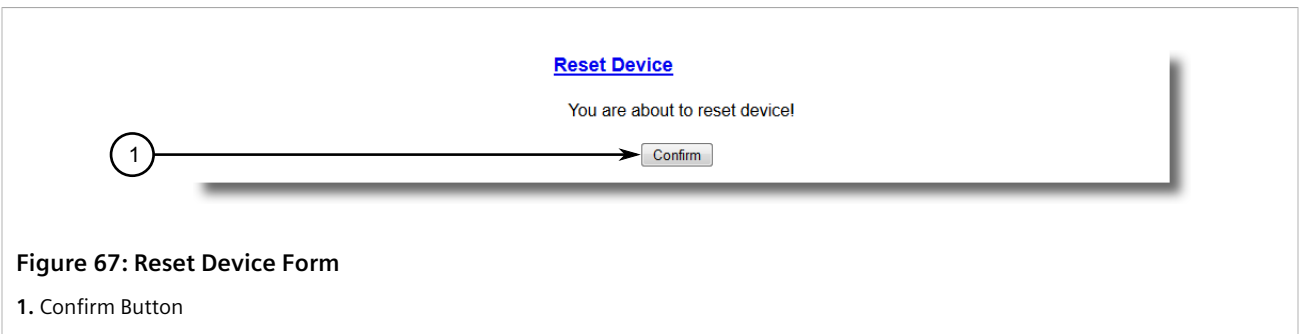 Reset Device
You are about to reset device!
1
Confirm
Figure 67: Reset Device Form
1. Confirm Button